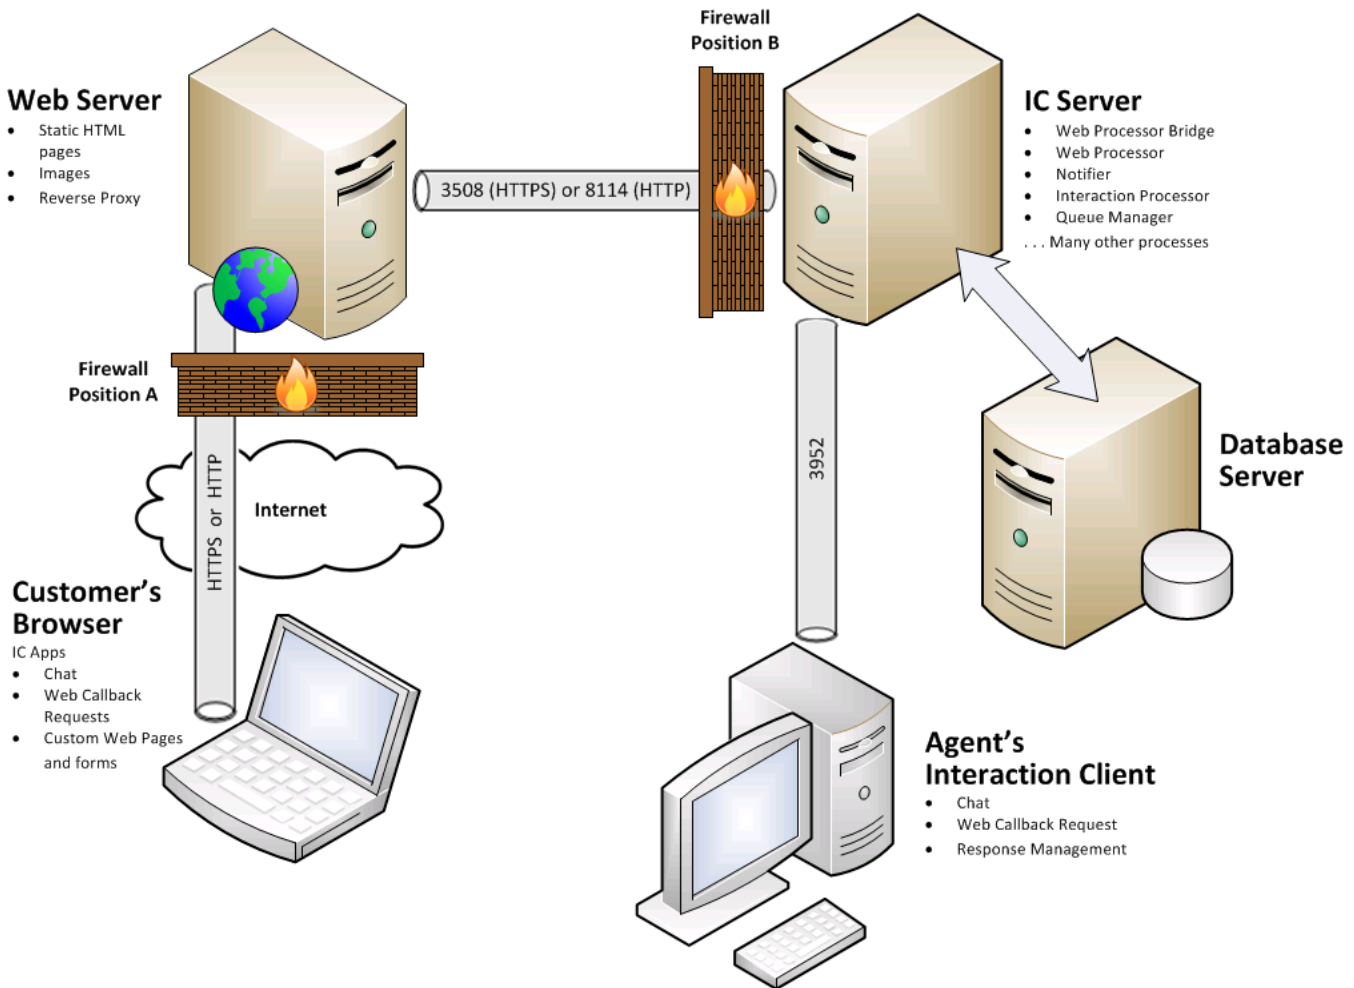 Firewall
Position B
Web Server
• Static HTML
pages
• Images
• Reverse Proxy
3508 (HTTPS) or 8114 (HTTP)
IC Server
• Web Processor Bridge
• Web Processor
• Notifier
• Interaction Processor
• Queue Manager
. . . Many other processes
Firewall
Position A
HTTPS or HTTP
Internet
3952
Database
Server
Customer's
Browser
IC Apps
• Chat
• Web Callback
Requests
• Custom Web Pages
and forms
Agent's
Interaction Client
• Chat
• Web Callback Request
• Response Management